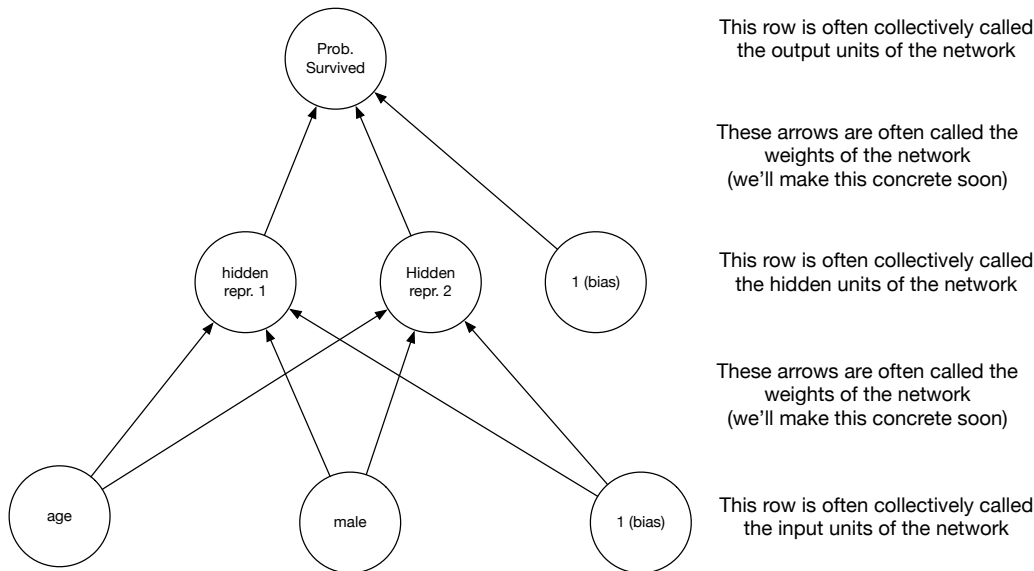 Prob.
Survived
This row is often collectively called
the output units of the network
These arrows are often called the
weights of the network
(we'll make this concrete soon)
hidden
repr. 1
Hidden
repr. 2
1 (bias)
This row is often collectively called
the hidden units of the network
These arrows are often called the
weights of the network
(we'll make this concrete soon)
age
male
1 (bias)
This row is often collectively called
the input units of the network